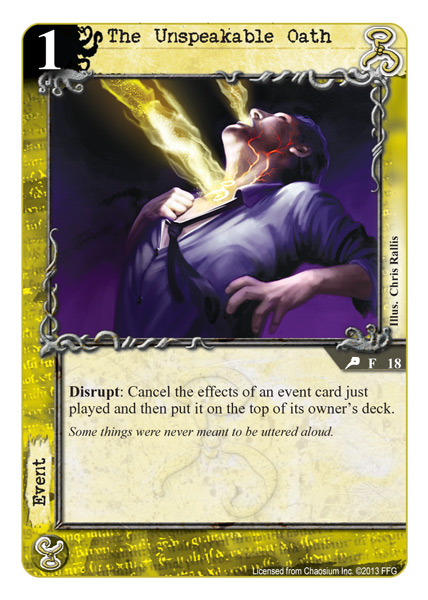 1
The Unspeakable Oath
Illus. Chris Rallis
F 18
Disrupt: Cancel the effects of an event card just
played and then put it on the top of its owner's deck.
Some things were never meant to be uttered aloud.
Event
Licensed from Chaosium Inc. ©2013 FFG